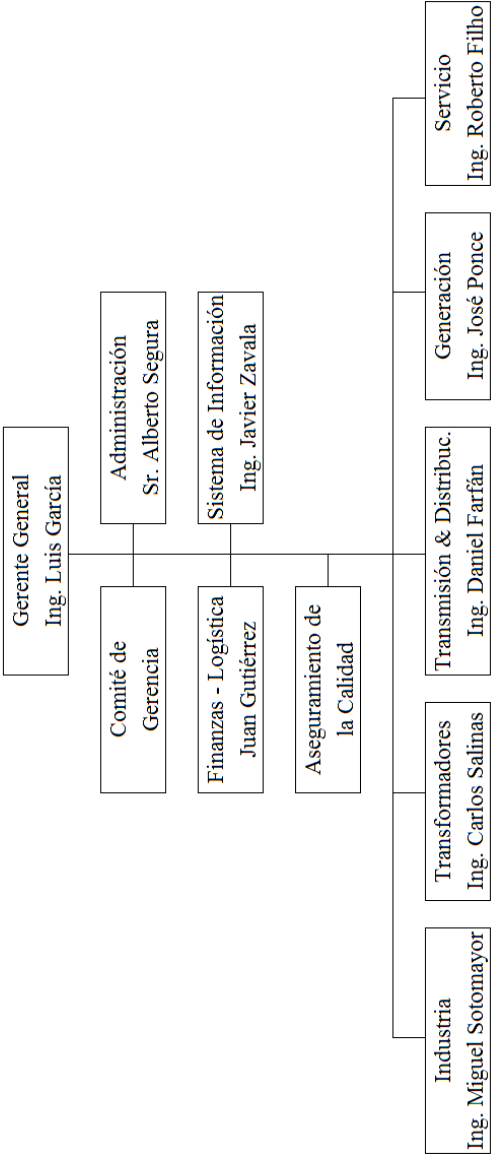 Gerente General
Ing. Luis García
Comité de
Gerencia
Administración
Sr. Alberto Segura
Finanzas - Logística
Juan Gutiérrez
Sistema de Información
Ing. Javier Zavala
Aseguramiento de
la Calidad
Industria
Ing. Miguel Sotomayor
Transformadores
Ing. Carlos Salinas
Transmisión & Distribuc.
Ing. Daniel Farfán
Generación
Ing. José Ponce
Servicio
Ing. Roberto Filho